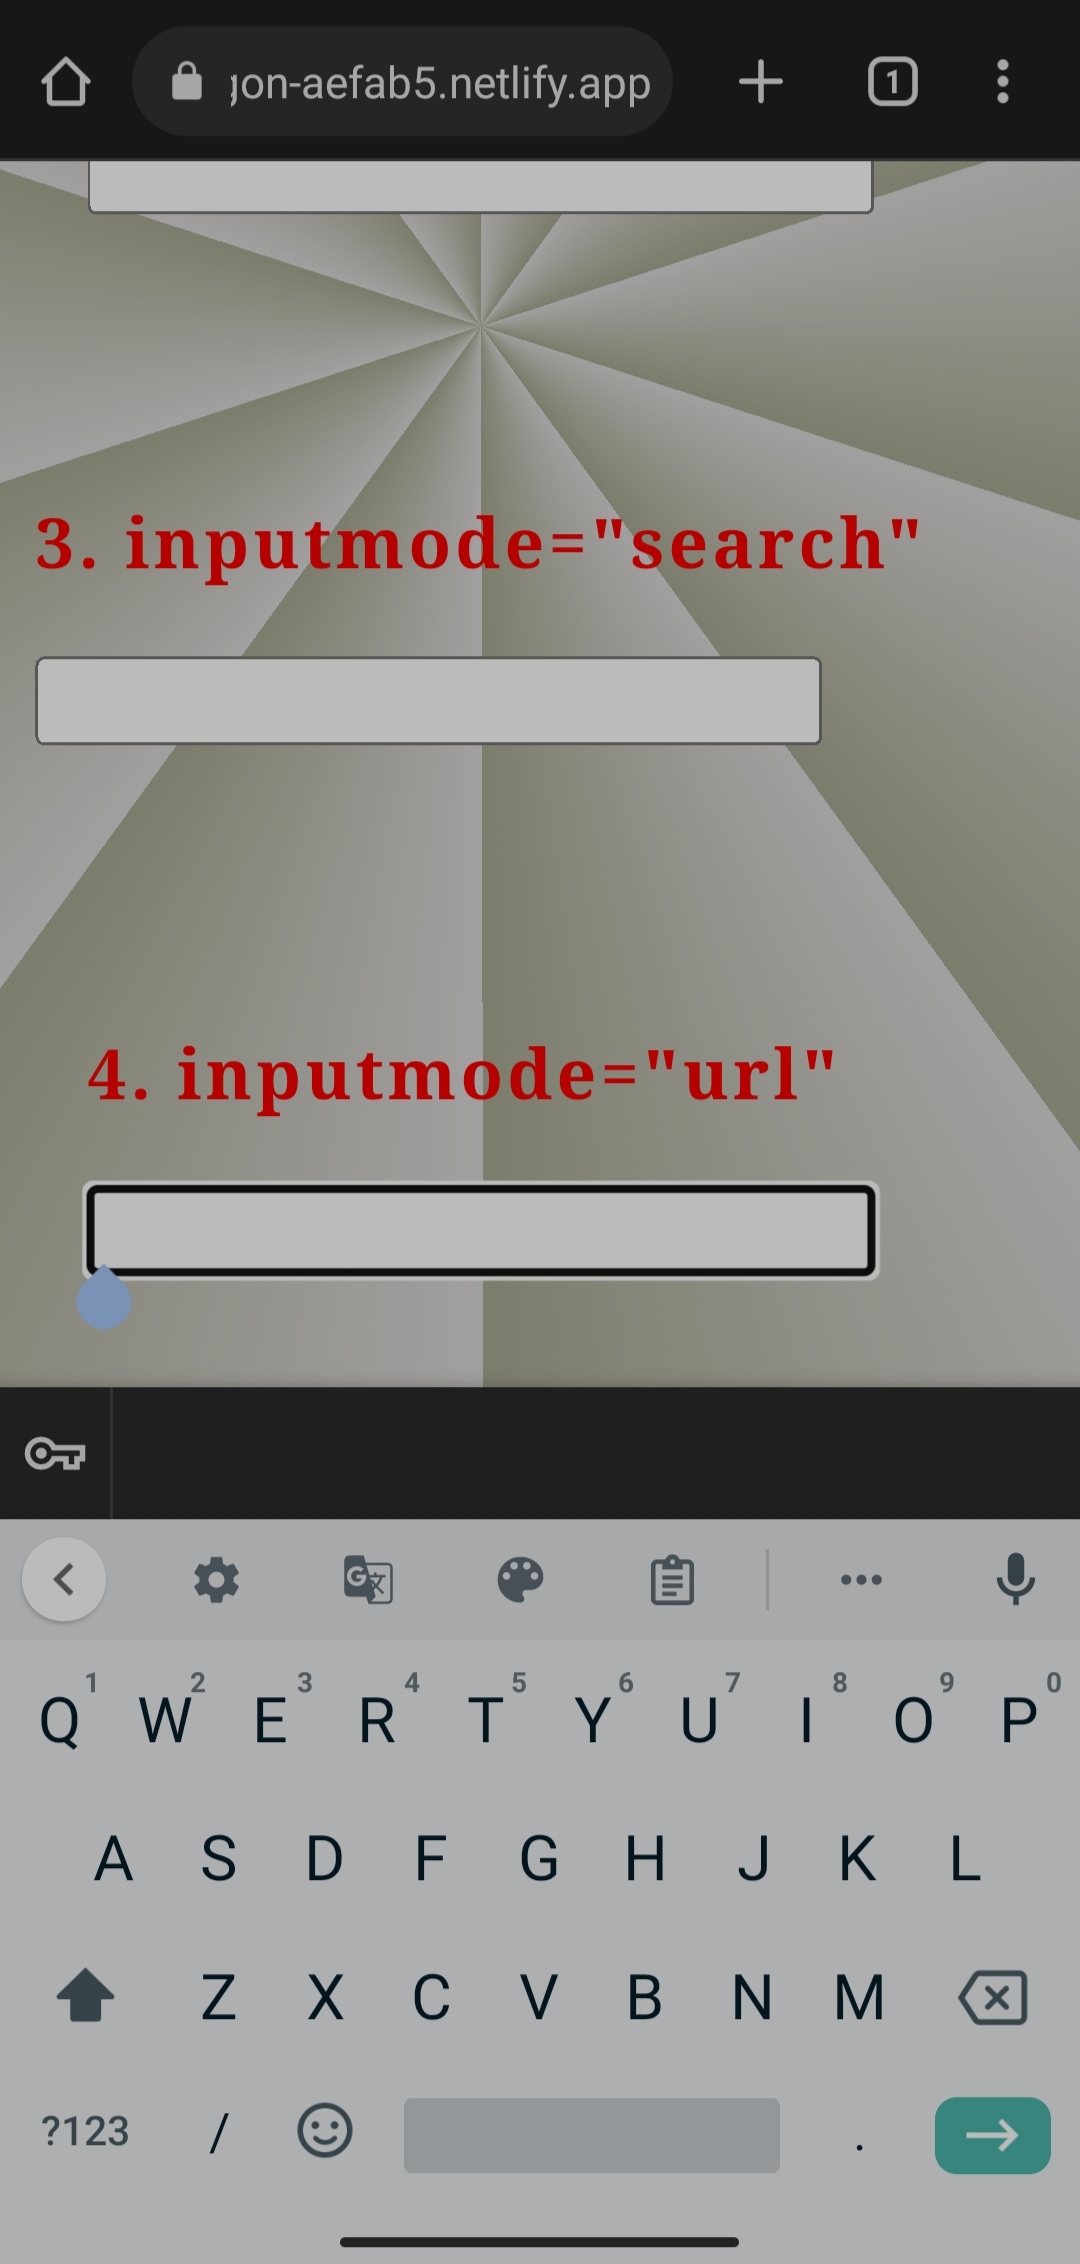 gon-aefab5.netlify.app
1
3. inputmode="search"
4. inputmode="url"
1 2 3 4 5 6 7 8 9 0
Q W E R T Y U I O P
A S D F G H J K L
Z X C V B N M
?123 / .